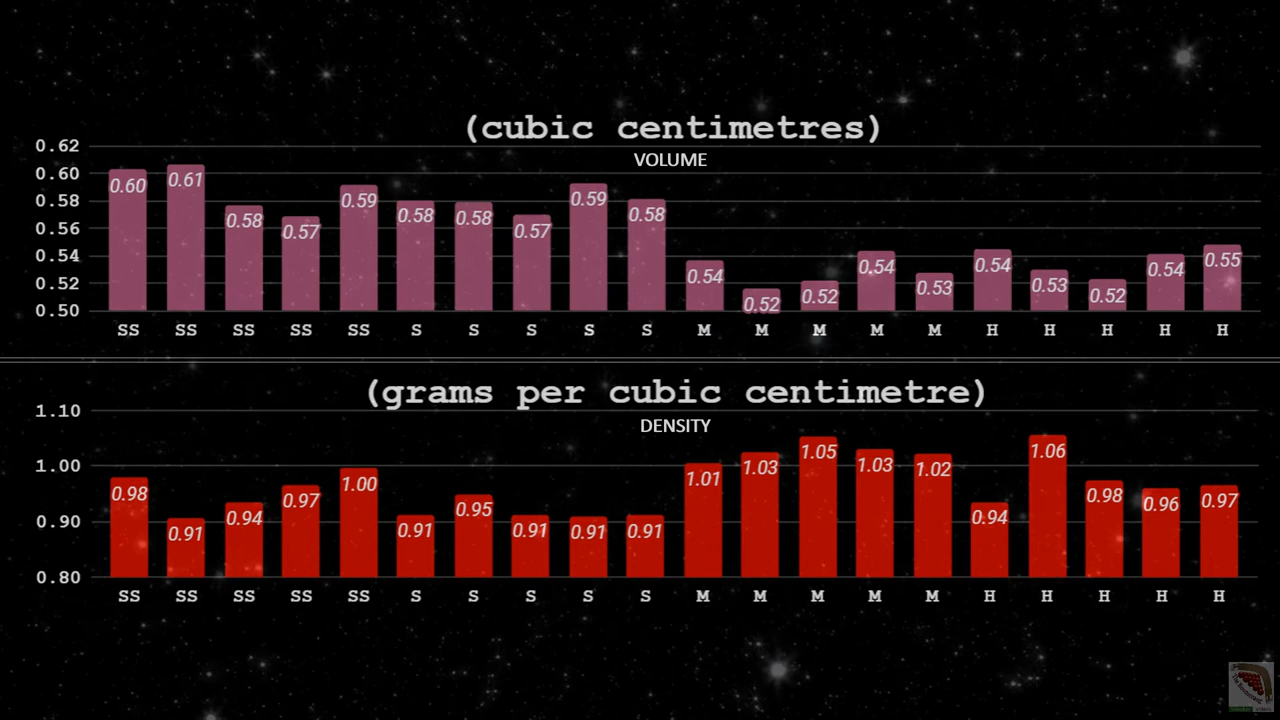 (cubic centimetres)
VOLUME
0.62
0.60
0.58
0.56
0.54
0.52
0.50
0.60 0.61 0.58 0.57 0.59 0.58 0.58 0.57 0.59 0.58 0.54 0.52 0.52 0.54 0.53 0.54 0.53 0.52 0.54 0.55
SS SS SS SS SS S S S S S M M M M M H H H H H
(grams per cubic centimetre)
DENSITY
1.10
1.00
0.90
0.80
0.98 0.91 0.94 0.97 1.00 0.91 0.95 0.91 0.91 0.91 1.01 1.03 1.05 1.03 1.02 0.94 1.06 0.98 0.96 0.97
SS SS SS SS SS S S S S S M M M M M H H H H H